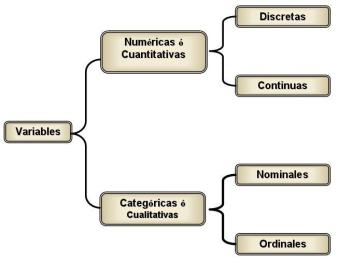 Discretas
Numéricas ó
Cuantitativas
Continuas
Variables
Nominales
Categóricas ó
Cualitativas
Ordinales